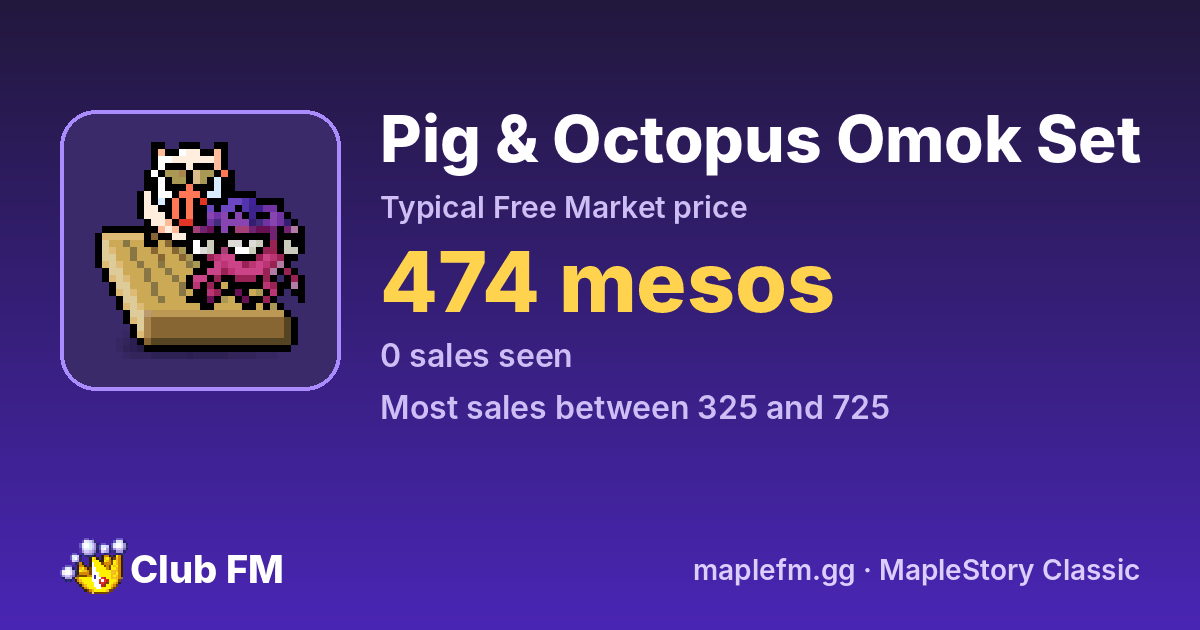 Pig & Octopus Omok Set
Typical Free Market price
474 mesos
0 sales seen
Most sales between 325 and 725
Club FM
maplefm.gg · MapleStory Classic